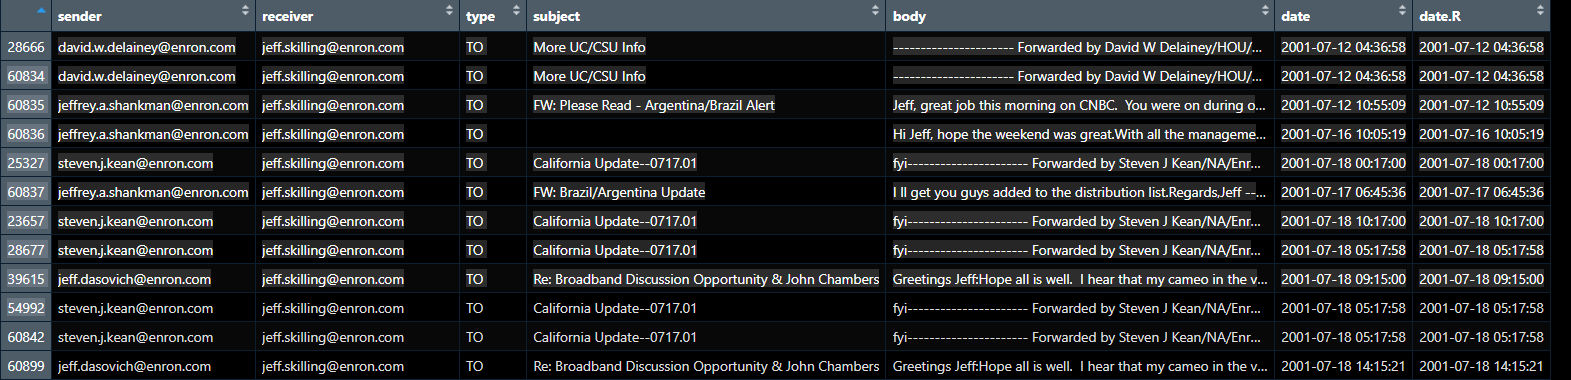 sender receiver type subject body date date.R
28666 david.w.delainey@enron.com jeff.skilling@enron.com TO More UC/CSU Info ----------------------- Forwarded by David W Delainey/HOU/... 2001-07-12 04:36:58 2001-07-12 04:36:58
60834 david.w.delainey@enron.com jeff.skilling@enron.com TO More UC/CSU Info ----------------------- Forwarded by David W Delainey/HOU/... 2001-07-12 04:36:58 2001-07-12 04:36:58
60835 jeffrey.a.shankman@enron.com jeff.skilling@enron.com TO FW: Please Read - Argentina/Brazil Alert Jeff, great job this morning on CNBC. You were on during o... 2001-07-12 10:55:09 2001-07-12 10:55:09
60836 jeffrey.a.shankman@enron.com jeff.skilling@enron.com TO Hi Jeff, hope the weekend was great.With all the manageme... 2001-07-16 10:05:19 2001-07-16 10:05:19
25327 steven.j.kean@enron.com jeff.skilling@enron.com TO California Update--0717.01 fyi----------------------- Forwarded by Steven J Kean/NA/Enr... 2001-07-18 00:17:00 2001-07-18 00:17:00
60837 jeffrey.a.shankman@enron.com jeff.skilling@enron.com TO FW: Brazil/Argentina Update I ll get you guys added to the distribution list.Regards,Jeff --... 2001-07-17 06:45:36 2001-07-17 06:45:36
23657 steven.j.kean@enron.com jeff.skilling@enron.com TO California Update--0717.01 fyi----------------------- Forwarded by Steven J Kean/NA/Enr... 2001-07-18 10:17:00 2001-07-18 10:17:00
28677 steven.j.kean@enron.com jeff.skilling@enron.com TO California Update--0717.01 fyi----------------------- Forwarded by Steven J Kean/NA/Enr... 2001-07-18 05:17:58 2001-07-18 05:17:58
39615 jeff.dasovich@enron.com jeff.skilling@enron.com TO Re: Broadband Discussion Opportunity & John Chambers Greetings Jeff:Hope all is well. I hear that my cameo in the v... 2001-07-18 09:15:00 2001-07-18 09:15:00
54992 steven.j.kean@enron.com jeff.skilling@enron.com TO California Update--0717.01 fyi----------------------- Forwarded by Steven J Kean/NA/Enr... 2001-07-18 05:17:58 2001-07-18 05:17:58
60842 steven.j.kean@enron.com jeff.skilling@enron.com TO California Update--0717.01 fyi----------------------- Forwarded by Steven J Kean/NA/Enr... 2001-07-18 05:17:58 2001-07-18 05:17:58
60899 jeff.dasovich@enron.com jeff.skilling@enron.com TO Re: Broadband Discussion Opportunity & John Chambers Greetings Jeff:Hope all is well. I hear that my cameo in the v... 2001-07-18 14:15:21 2001-07-18 14:15:21